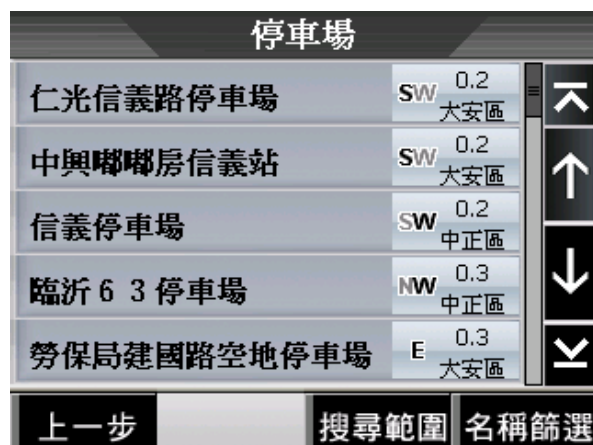 停車場
仁光信義路停車場 SW 0.2 大安區
中興嘟嘟房信義站 SW 0.2 大安區
信義停車場 SW 0.2 中正區
臨沂63停車場 NW 0.3 中正區
勞保局建國路空地停車場 E 0.3 大安區
上一步 搜尋範圍 名稱篩選